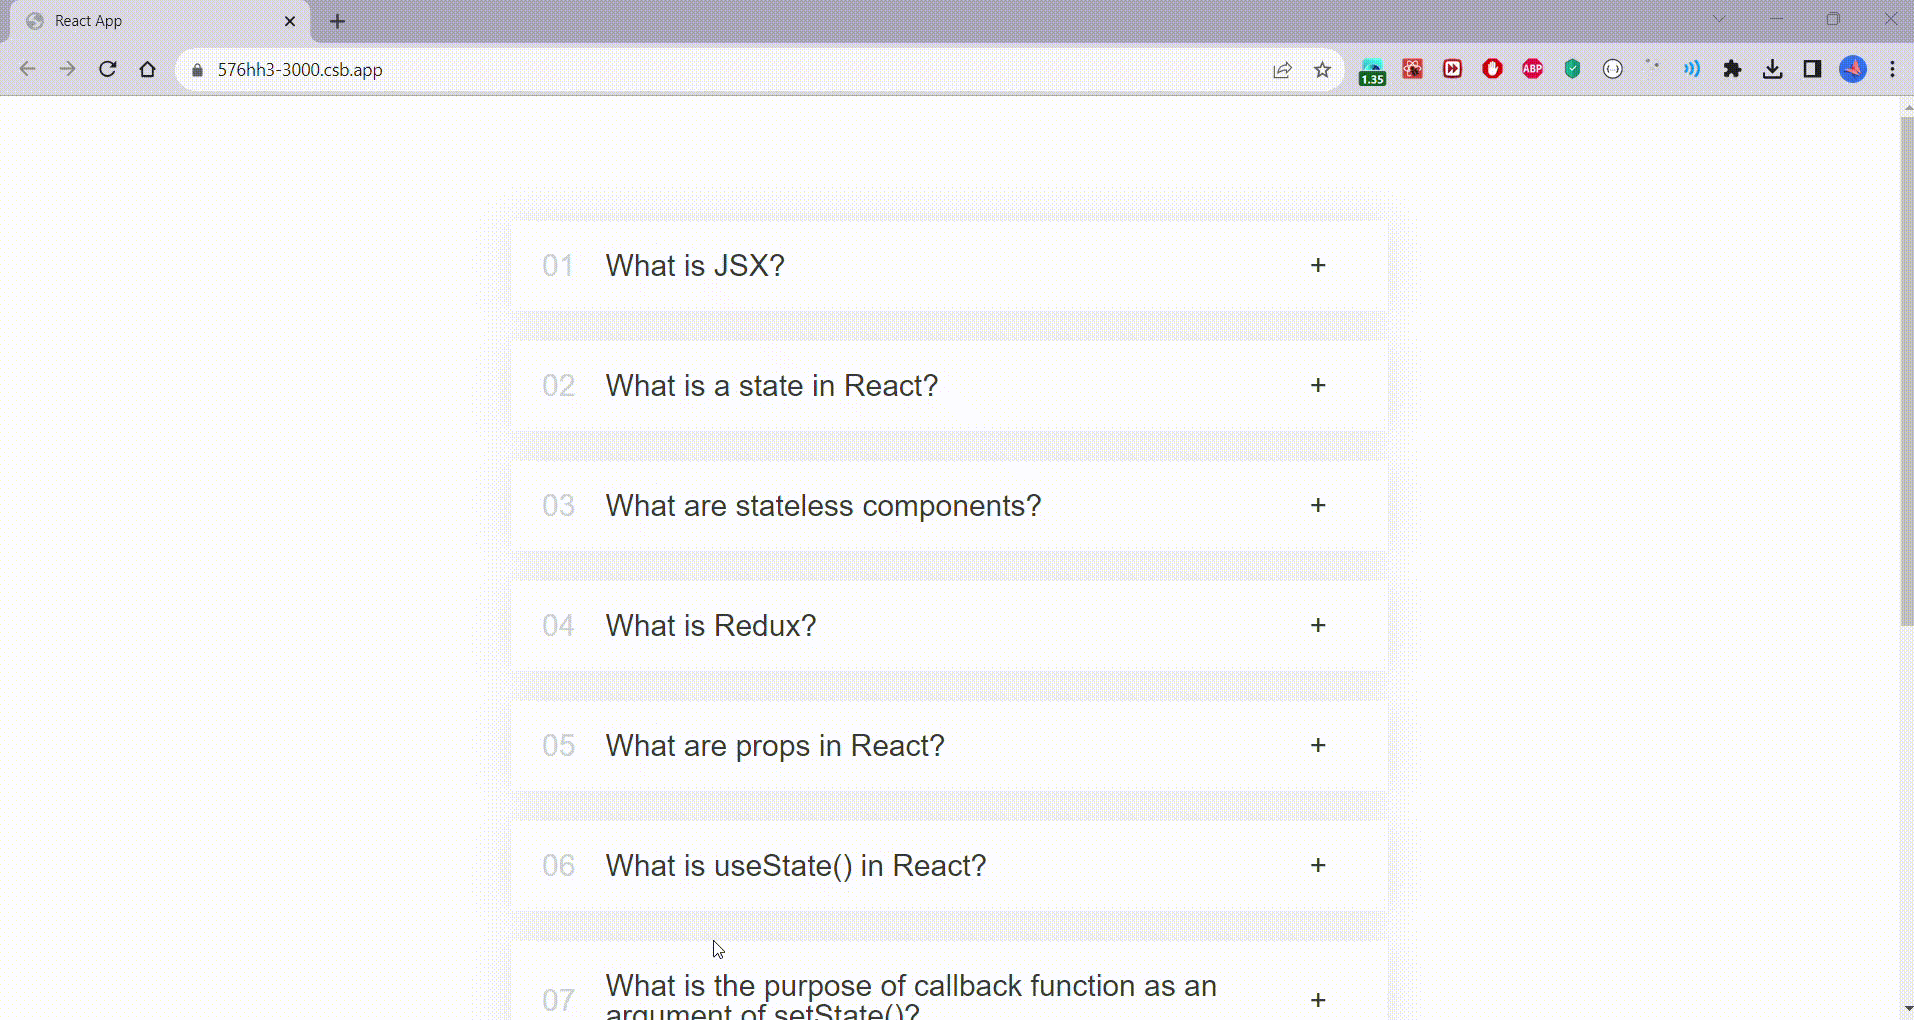 React App
576hh3-3000.csb.app
1.35
ABP
01 What is JSX? +
02 What is a state in React? +
03 What are stateless components? +
04 What is Redux? +
05 What are props in React? +
06 What is useState() in React? +
07 What is the purpose of callback function as an +
argument of setState()?